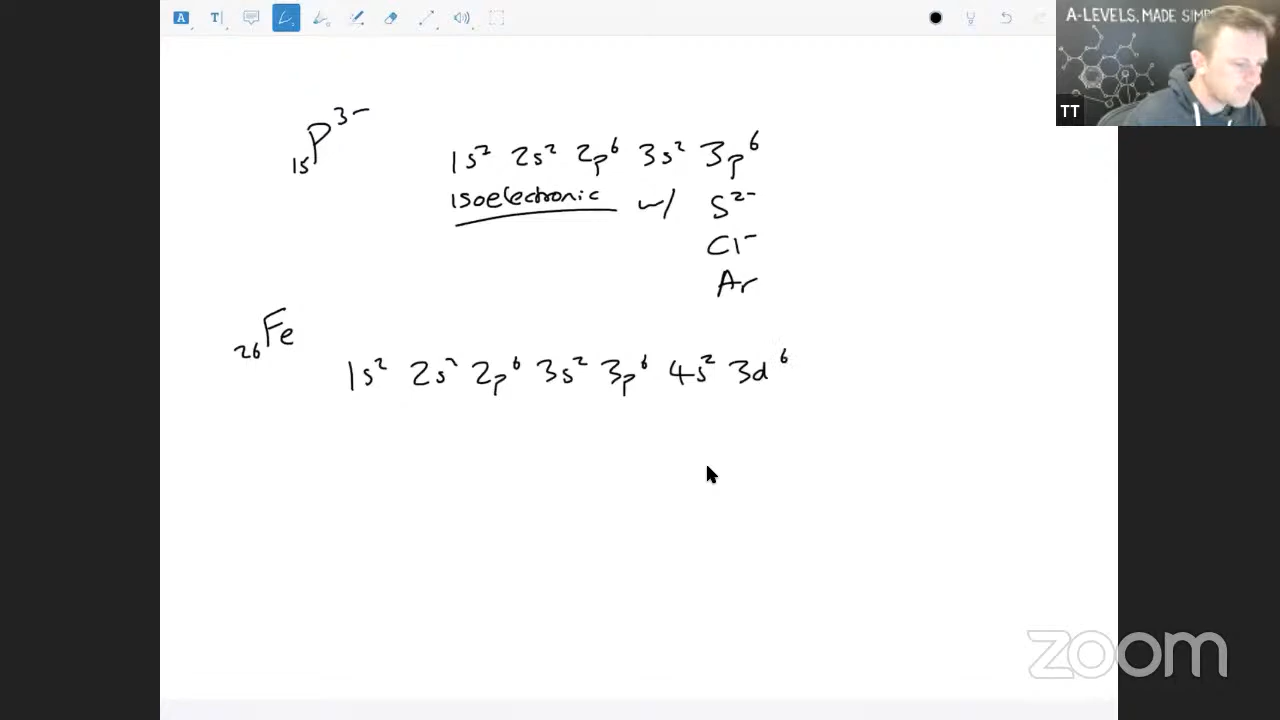 A T
A-LEVELS, MADE SIMP
TT
15P³⁻
1s² 2s² 2p⁶ 3s² 3p⁶
isoelectronic w/ S²⁻
Cl⁻
Ar
26Fe
1s² 2s² 2p⁶ 3s² 3p⁶ 4s² 3d⁶
zoom